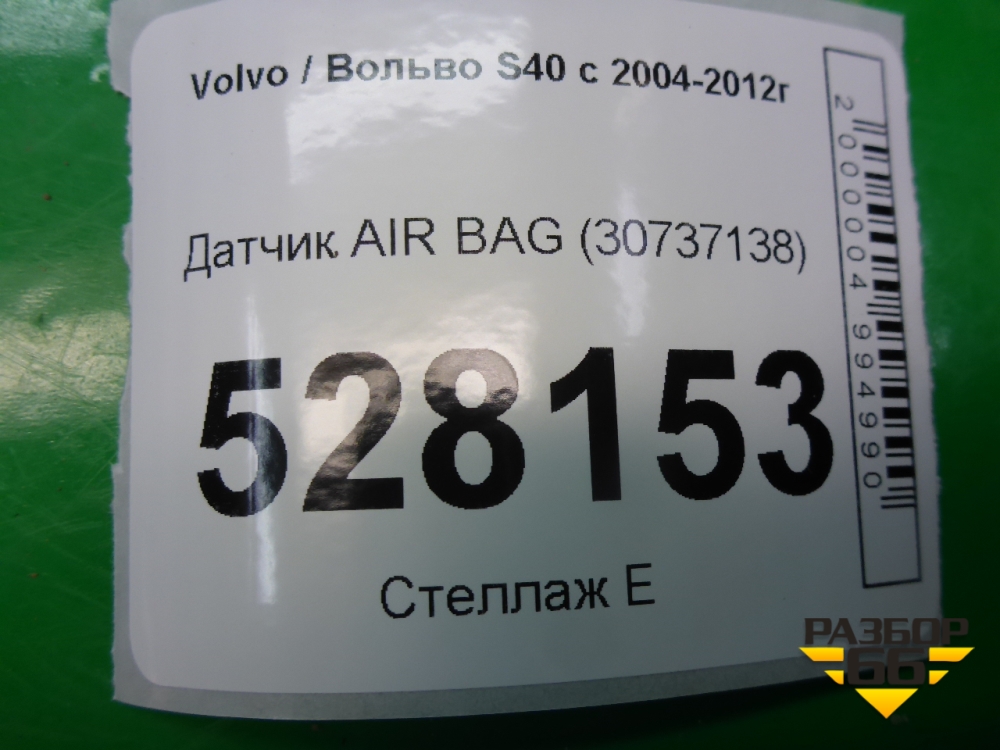 Volvo / Вольво S40 с 2004-2012г
Датчик AIR BAG (30737138)
528153
Стеллаж Е
2000004994990
РАЗБОР
66